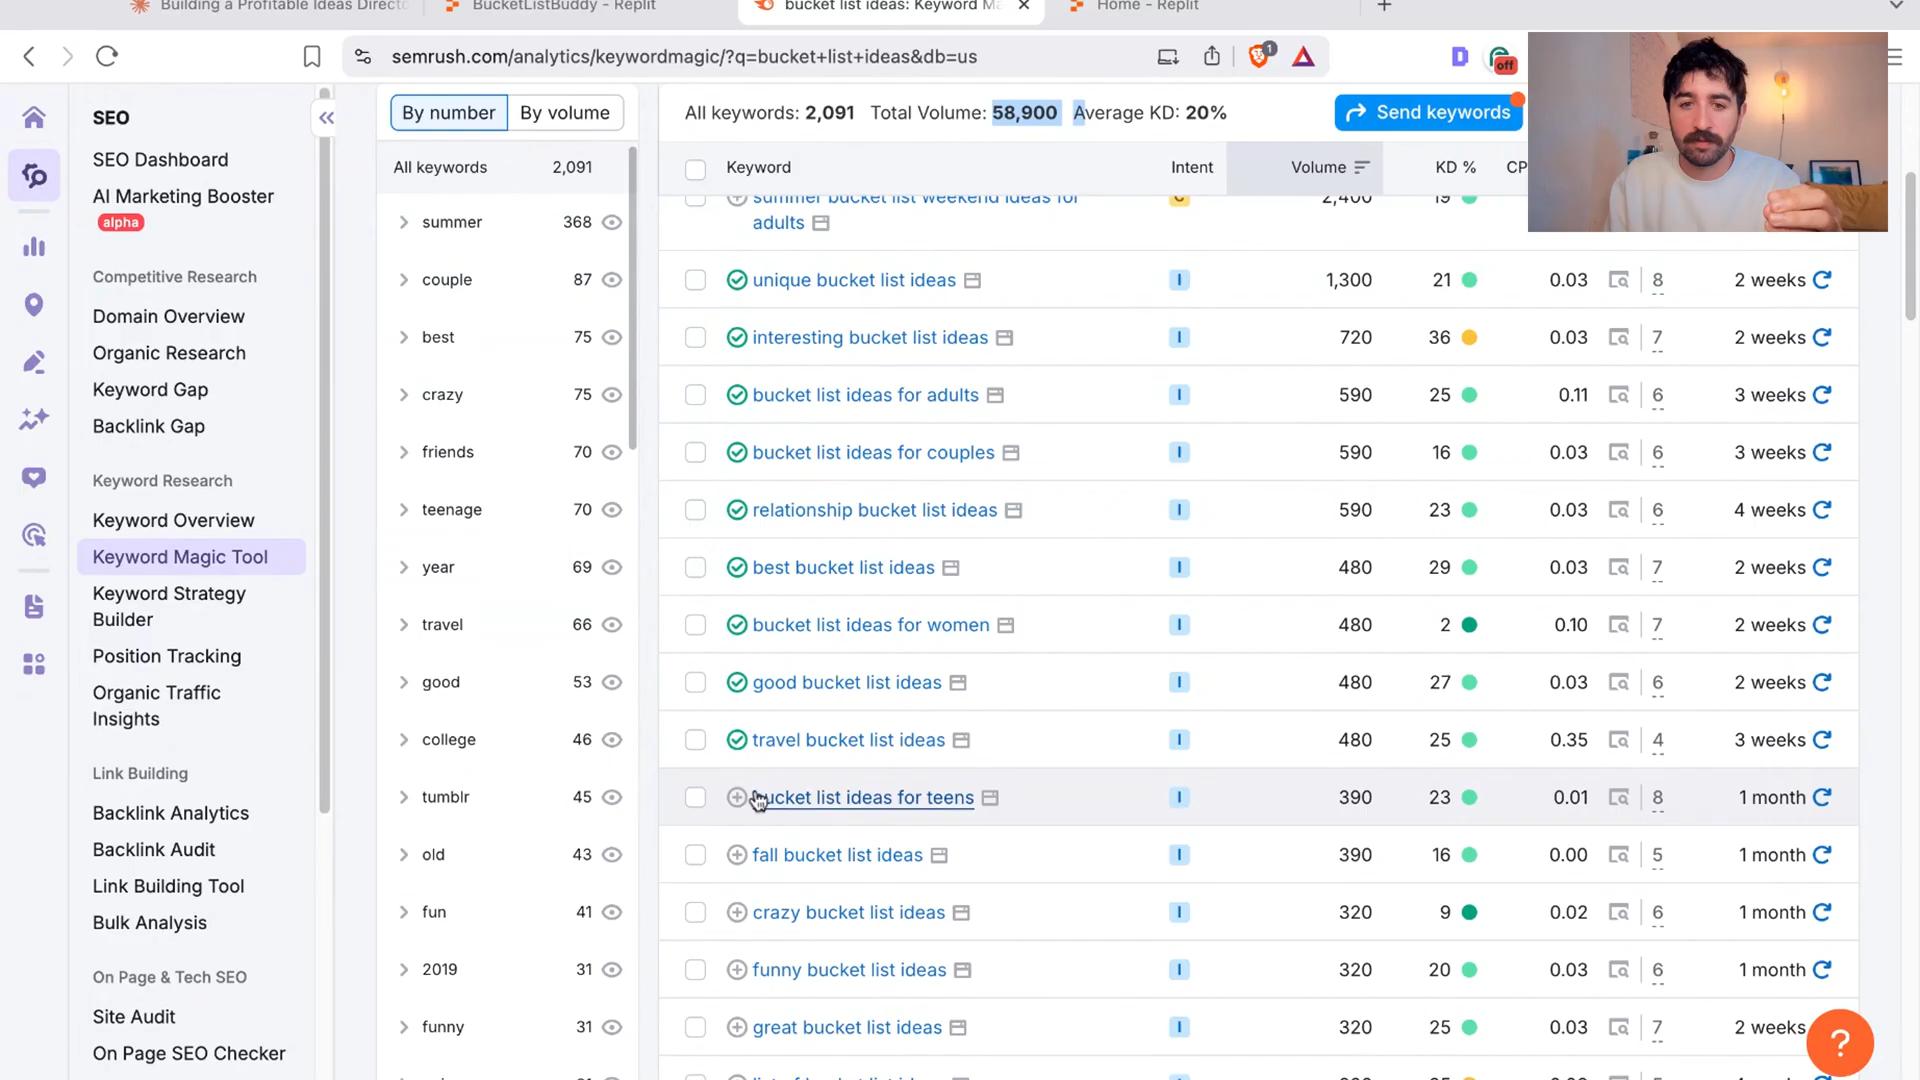 Building a Profitable Ideas Directo
BucketListBuddy - Replit
bucket list ideas: Keyword Ma
Home - Replit
semrush.com/analytics/keywordmagic/?q=bucket+list+ideas&db=us
1
off
SEO
SEO Dashboard
AI Marketing Booster
alpha
Competitive Research
Domain Overview
Organic Research
Keyword Gap
Backlink Gap
Keyword Research
Keyword Overview
Keyword Magic Tool
Keyword Strategy
Builder
Position Tracking
Organic Traffic
Insights
Link Building
Backlink Analytics
Backlink Audit
Link Building Tool
Bulk Analysis
On Page & Tech SEO
Site Audit
On Page SEO Checker
By number By volume
All keywords 2,091
summer 368
couple 87
best 75
crazy 75
friends 70
teenage 70
year 69
travel 66
good 53
college 46
tumblr 45
old 43
fun 41
2019 31
funny 31
All keywords: 2,091 Total Volume: 58,900 Average KD: 20%
Send keywords
Keyword Intent Volume KD % CP
summer bucket list weekend ideas for
adults C 2,400 19
unique bucket list ideas I 1,300 21 0.03 8 2 weeks
interesting bucket list ideas I 720 36 0.03 7 2 weeks
bucket list ideas for adults I 590 25 0.11 6 3 weeks
bucket list ideas for couples I 590 16 0.03 6 3 weeks
relationship bucket list ideas I 590 23 0.03 6 4 weeks
best bucket list ideas I 480 29 0.03 7 2 weeks
bucket list ideas for women I 480 2 0.10 7 2 weeks
good bucket list ideas I 480 27 0.03 6 2 weeks
travel bucket list ideas I 480 25 0.35 4 3 weeks
bucket list ideas for teens I 390 23 0.01 8 1 month
fall bucket list ideas I 390 16 0.00 5 1 month
crazy bucket list ideas I 320 9 0.02 6 1 month
funny bucket list ideas I 320 20 0.03 6 1 month
great bucket list ideas I 320 25 0.03 7 2 weeks
?